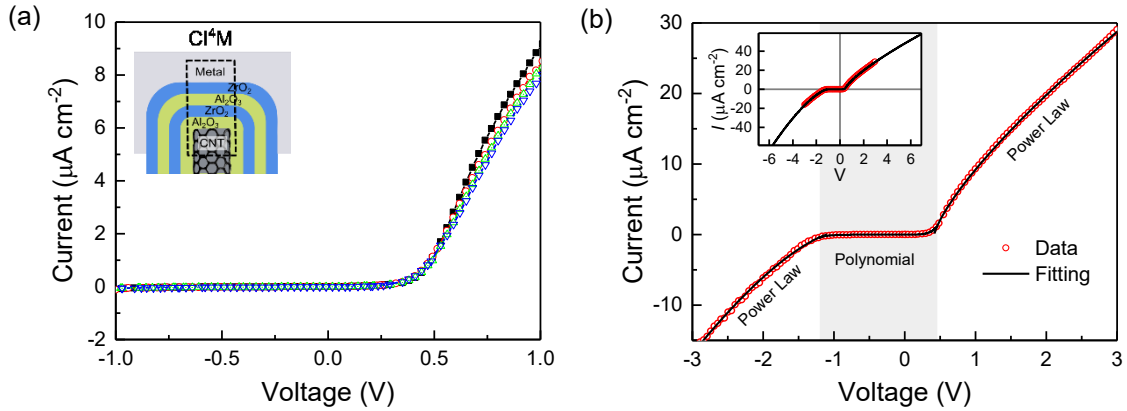 (a)
CI⁴M
Metal
ZrO₂
Al₂O₃
ZrO₂
Al₂O₃
CNT
Current (μA cm⁻²)
10
8
6
4
2
0
-2
-1.0 -0.5 0.0 0.5 1.0
Voltage (V)
(b)
Current (μA cm⁻²)
30
20
10
0
-10
I (μA cm⁻²)
40
20
0
-20
-40
-6 -4 -2 0 2 4 6
V
Power Law
Polynomial
Power Law
Data
Fitting
-3 -2 -1 0 1 2 3
Voltage (V)